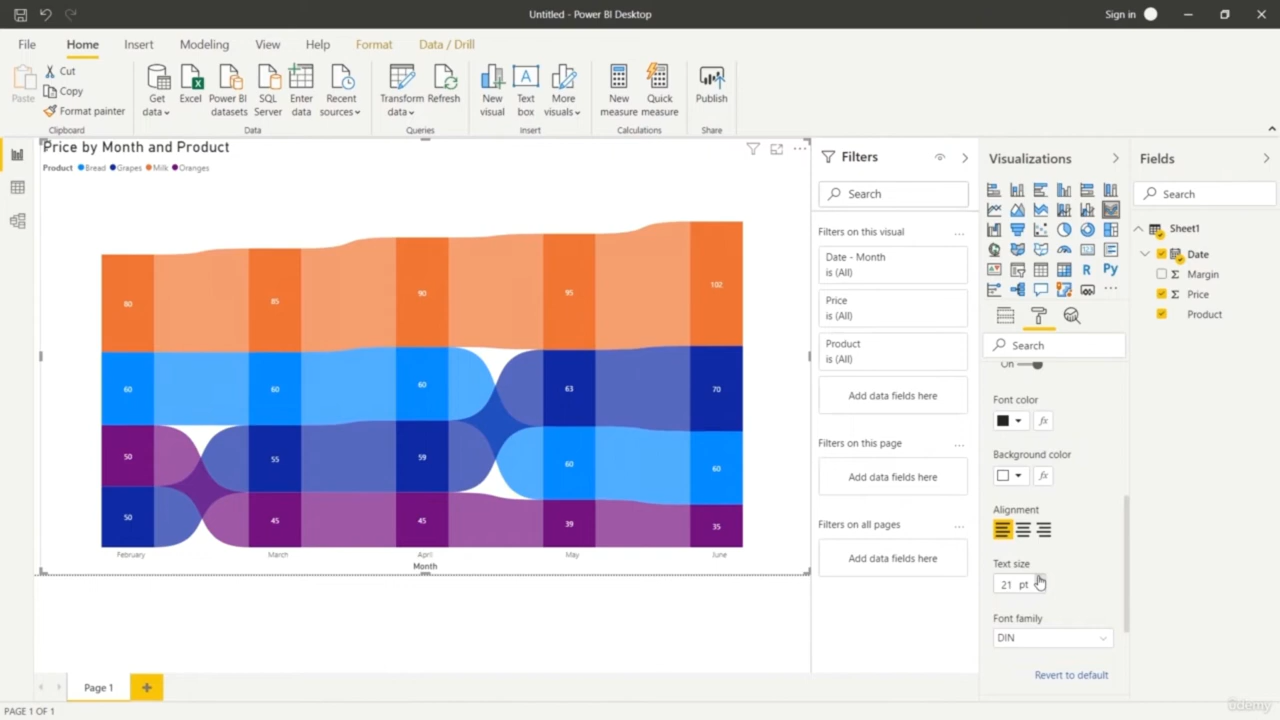 Untitled - Power BI Desktop
Sign in
File Home Insert Modeling View Help Format Data / Drill
Paste
Cut
Copy
Format painter
Clipboard
Get data
Excel
Power BI datasets
SQL Server
Enter data
Recent sources
Data
Transform data
Refresh
Queries
New visual
Text box
More visuals
Insert
New measure
Quick measure
Calculations
Publish
Share
Price by Month and Product
Product Bread Grapes Milk Oranges
80 85 90 95 102
60 60 60 63 70
50 55 59 60 60
50 45 45 39 35
February March April May June
Month
Filters
Search
Filters on this visual ...
Date - Month
is (All)
Price
is (All)
Product
is (All)
Add data fields here
Filters on this page ...
Add data fields here
Filters on all pages ...
Add data fields here
Visualizations
R Py
123
Search
On
Font color
fx
Background color
fx
Alignment
Text size
21 pt
Font family
DIN
Revert to default
Fields
Search
Sheet1
Date
Σ Margin
Σ Price
Product
Page 1
+
PAGE 1 OF 1
ûdemy